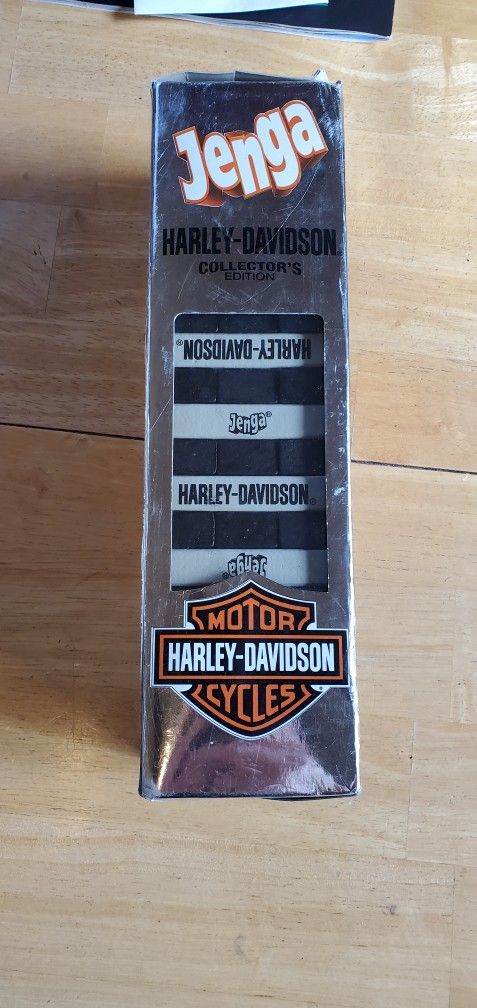 Jenga
HARLEY-DAVIDSON®
COLLECTOR'S
EDITION
HARLEY-DAVIDSON®
Jenga®
HARLEY-DAVIDSON®
Jenga®
MOTOR
HARLEY-DAVIDSON
CYCLES
®